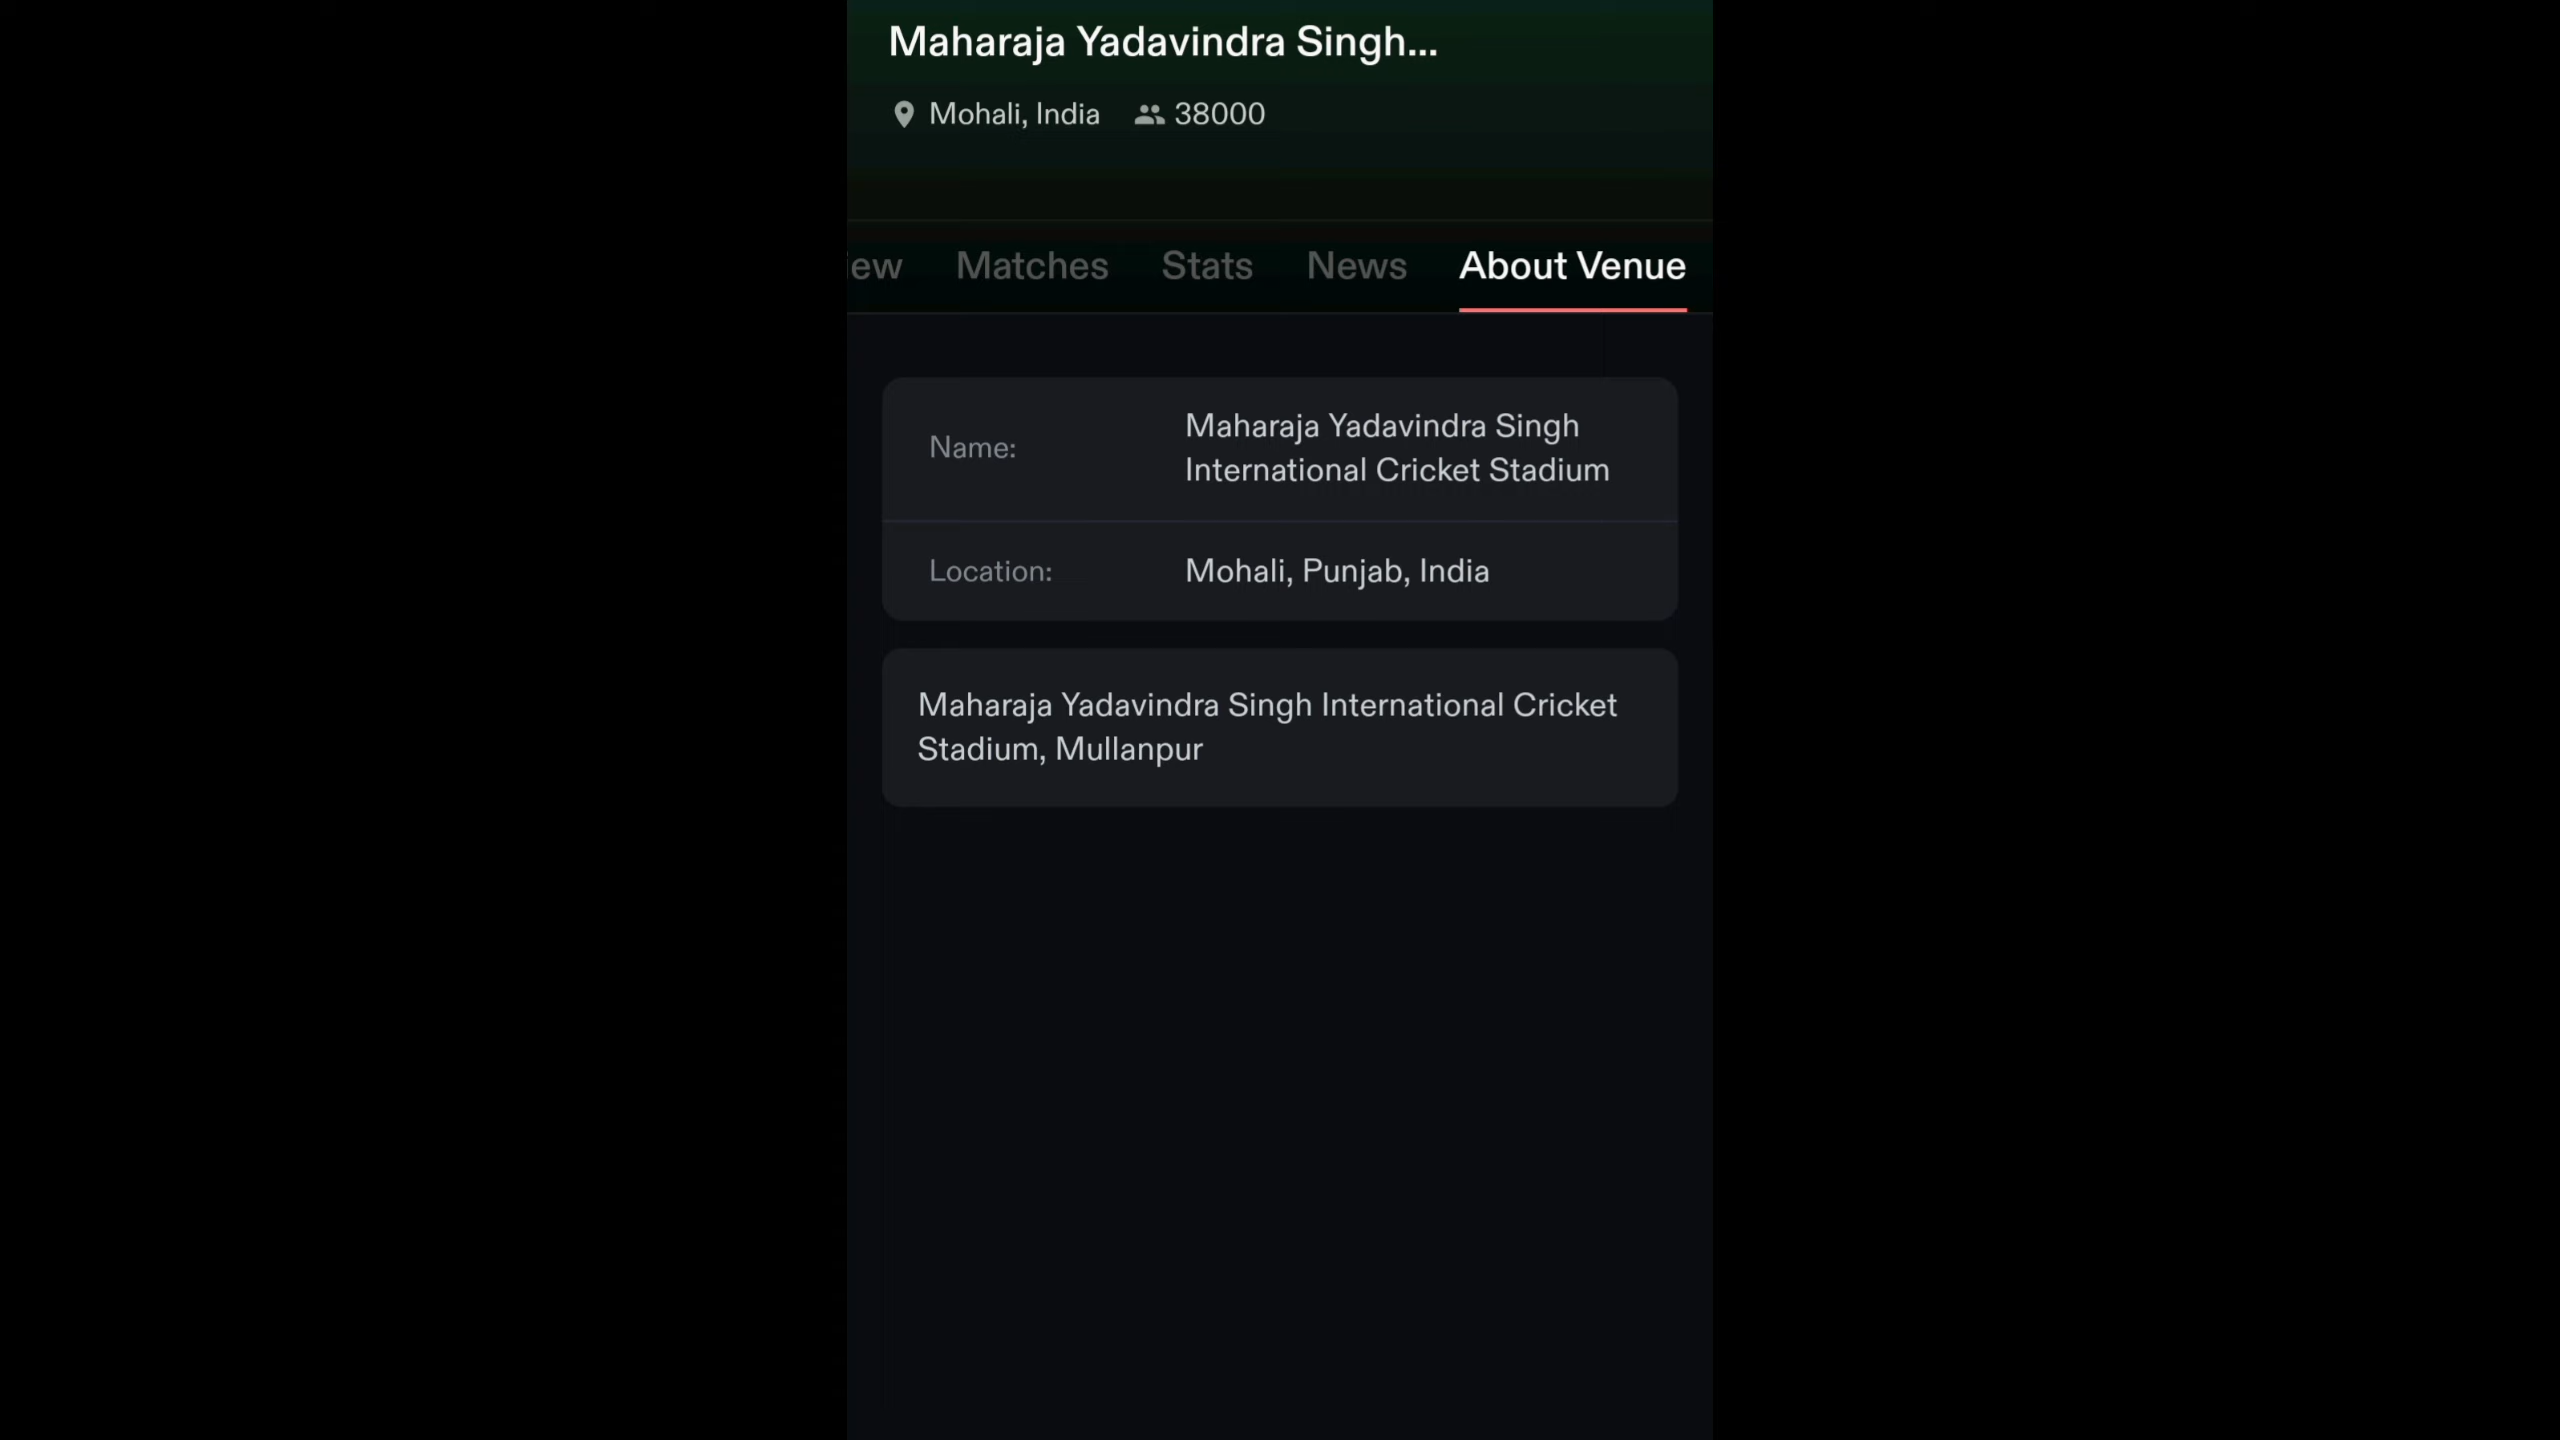 Maharaja Yadavindra Singh...
Mohali, India 38000
iew Matches Stats News About Venue
Name: Maharaja Yadavindra Singh
International Cricket Stadium
Location: Mohali, Punjab, India
Maharaja Yadavindra Singh International Cricket
Stadium, Mullanpur